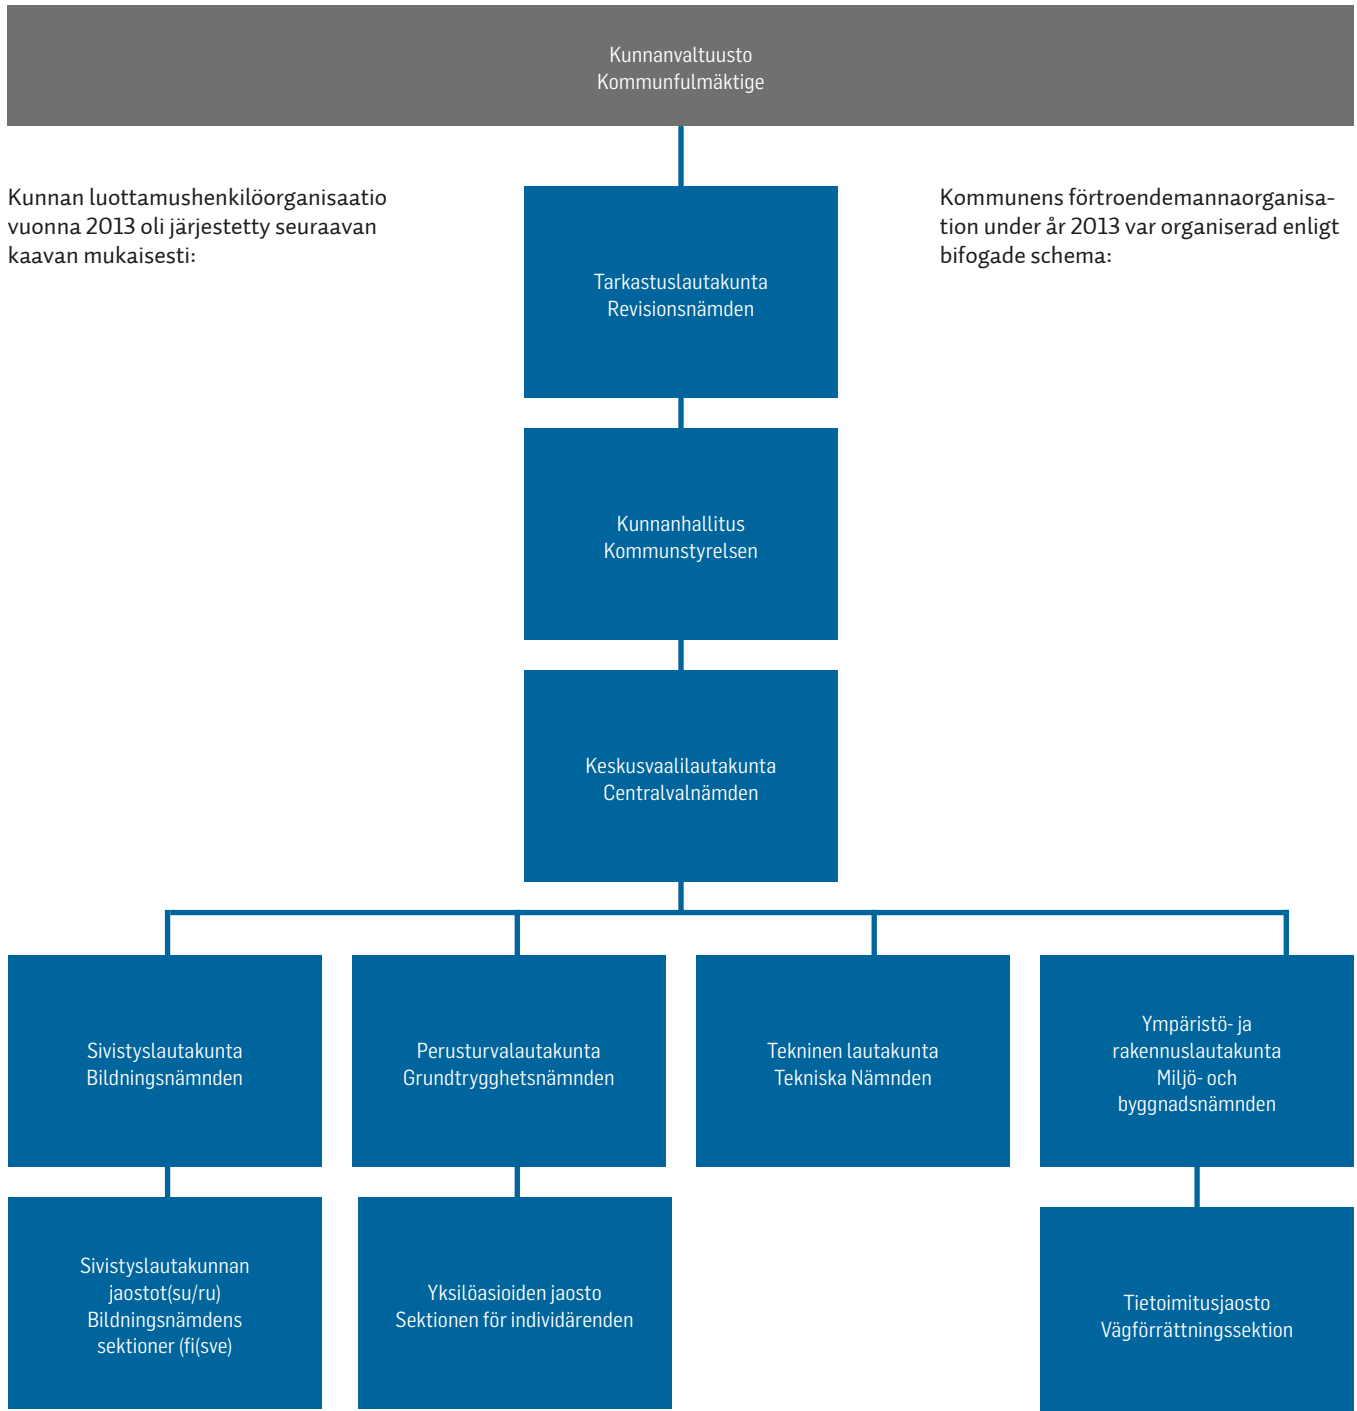 Kunnanvaltuusto
Kommunfulmäktige
Kunnan luottamushenkilöorganisaatio
vuonna 2013 oli järjestetty seuraavan
kaavan mukaisesti:
Kommunens förtroendemannaorganisa-
tion under år 2013 var organiserad enligt
bifogade schema:
Tarkastuslautakunta
Revisionsnämden
Kunnanhallitus
Kommunstyrelsen
Keskusvaalilautakunta
Centralvalnämden
Sivistyslautakunta
Bildningsnämnden
Perusturvalautakunta
Grundtrygghetsnämnden
Tekninen lautakunta
Tekniska Nämnden
Ympäristö- ja
rakennuslautakunta
Miljö- och
byggnadsnämnden
Sivistyslautakunnan
jaostot(su/ru)
Bildningsnämdens
sektioner (fi(sve)
Yksilöasioiden jaosto
Sektionen för individärenden
Tietoimitusjaosto
Vägförrättningssektion